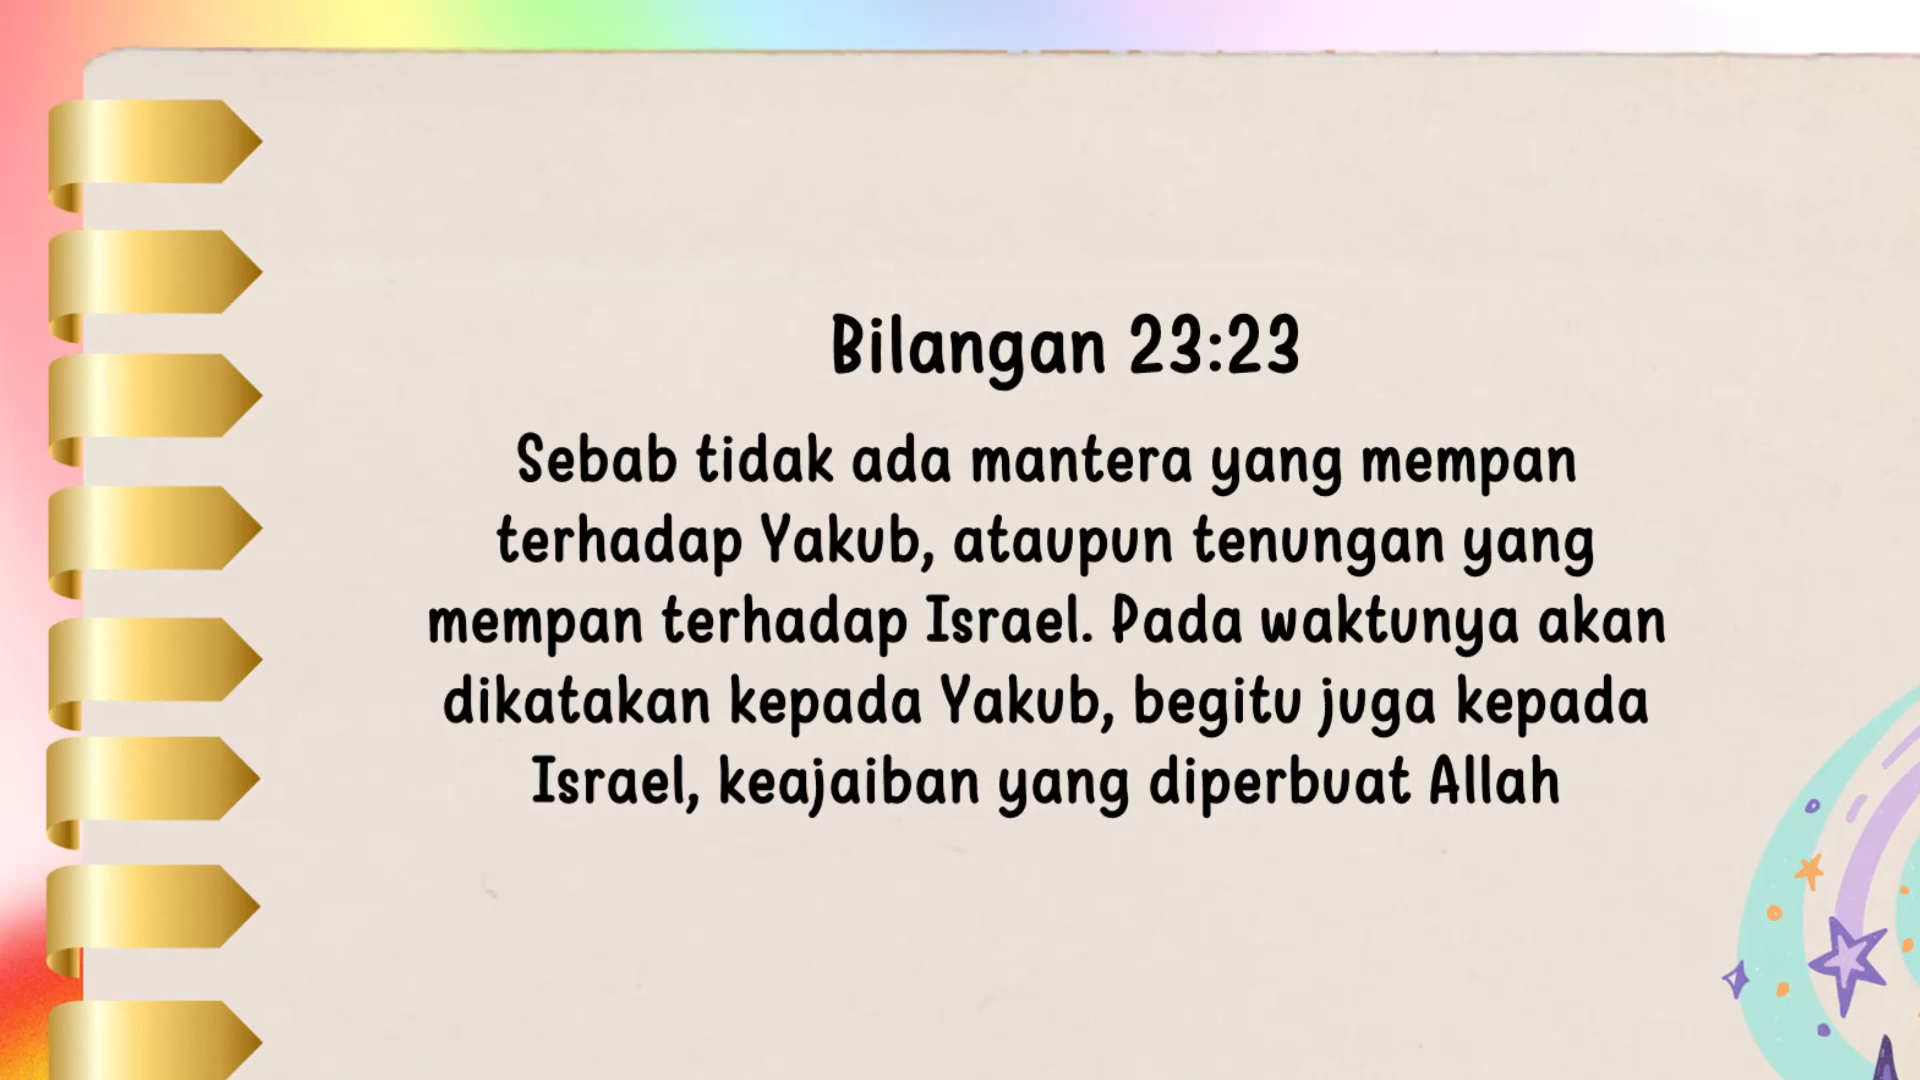 Bilangan 23:23
Sebab tidak ada mantera yang mempan
terhadap Yakub, ataupun tenungan yang
mempan terhadap Israel. Pada waktunya akan
dikatakan kepada Yakub, begitu juga kepada
Israel, keajaiban yang diperbuat Allah